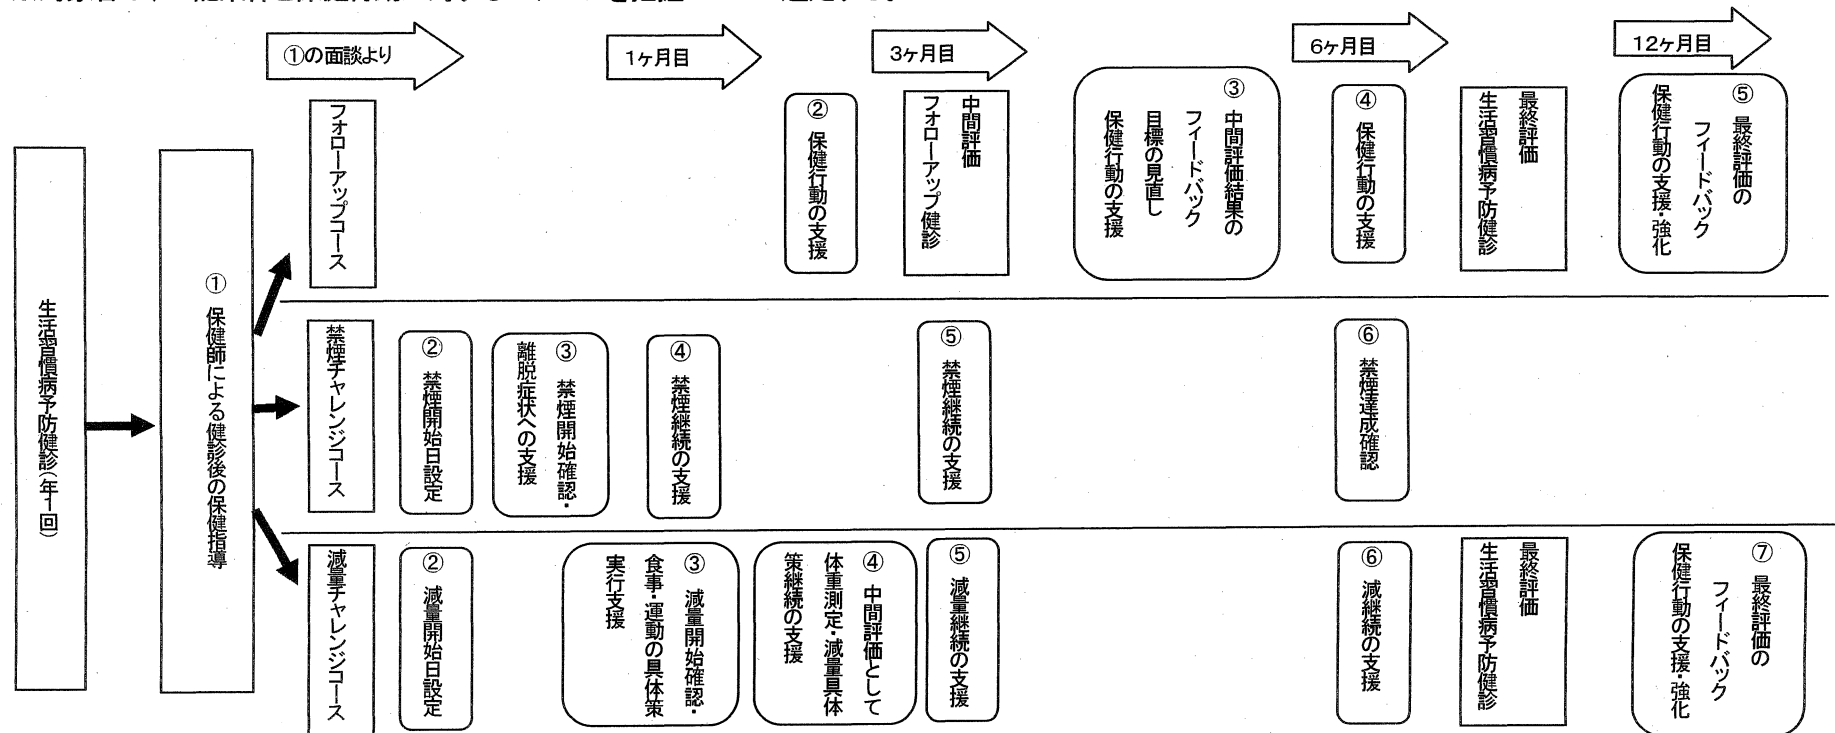 ①の面談より
1ヶ月目
3ヶ月目
6ヶ月目
12ヶ月目
生活習慣病予防健診（年1回）
① 保健師による健診後の保健指導
フォローアップコース
② 保健行動の支援
中間評価
フォローアップ健診
③ 中間評価結果の
フィードバック
目標の見直し
保健行動の支援
④ 保健行動の支援
最終評価
生活習慣病予防健診
⑤ 最終評価の
フィードバック
保健行動の支援・強化
禁煙チャレンジコース
② 禁煙開始日設定
③ 禁煙開始確認・
離脱症状への支援
④ 禁煙継続の支援
⑤ 禁煙継続の支援
⑥ 禁煙達成確認
減量チャレンジコース
② 減量開始日設定
③ 減量開始確認・
食事・運動の具体策
実行支援
④ 中間評価として
体重測定・減量具体
策継続の支援
⑤ 減量継続の支援
⑥ 減継続の支援
最終評価
生活習慣病予防健診
⑦ 最終評価の
フィードバック
保健行動の支援・強化